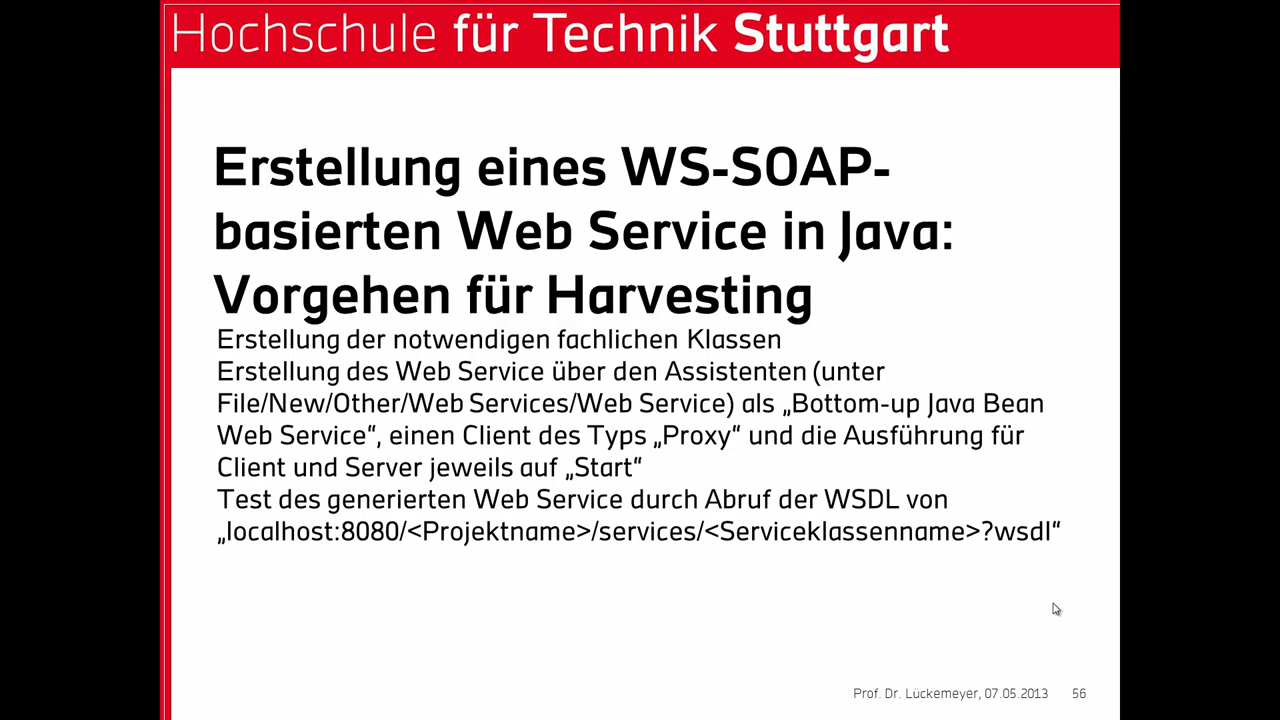 Hochschule für Technik Stuttgart
Erstellung eines WS-SOAP-
basierten Web Service in Java:
Vorgehen für Harvesting
Erstellung der notwendigen fachlichen Klassen
Erstellung des Web Service über den Assistenten (unter
File/New/Other/Web Services/Web Service) als „Bottom-up Java Bean
Web Service“, einen Client des Typs „Proxy“ und die Ausführung für
Client und Server jeweils auf „Start“
Test des generierten Web Service durch Abruf der WSDL von
„localhost:8080/<Projektname>/services/<Serviceklassenname>?wsdl“
Prof. Dr. Lückemeyer, 07.05.2013 56